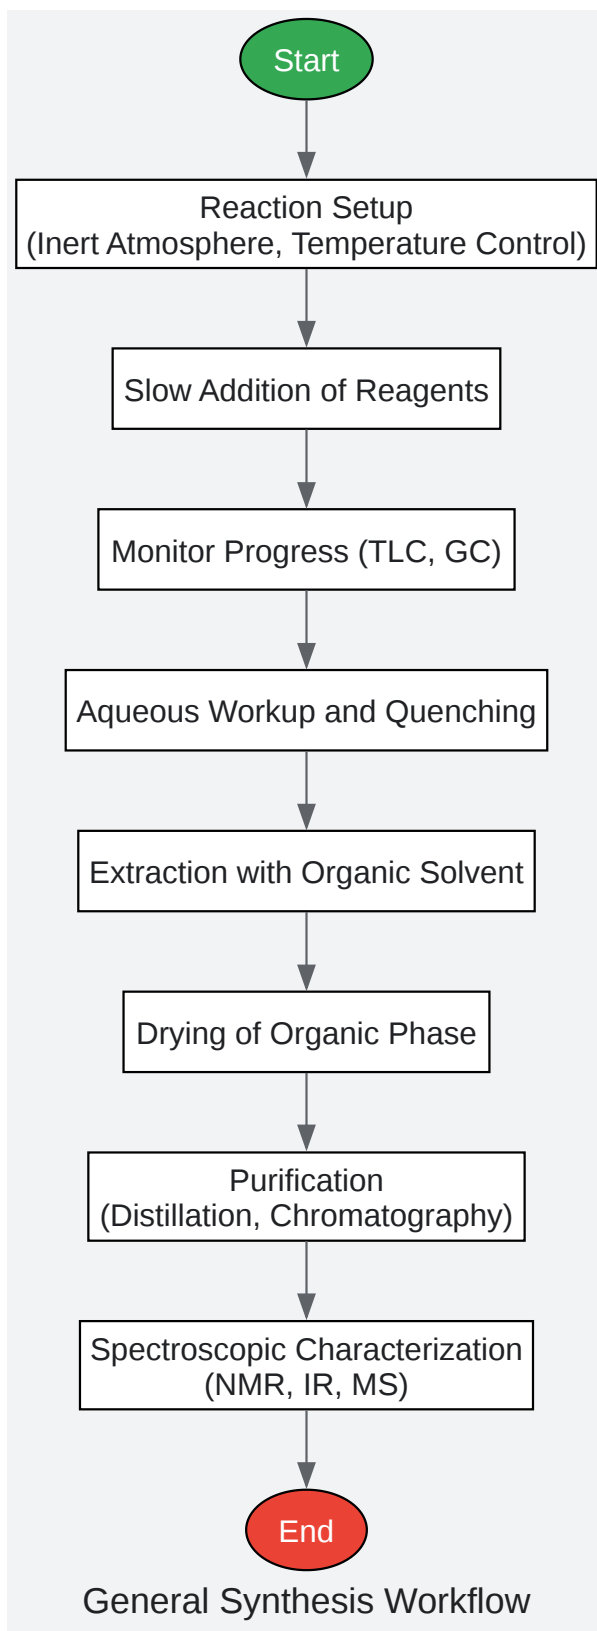 Start
Reaction Setup
(Inert Atmosphere, Temperature Control)
Slow Addition of Reagents
Monitor Progress (TLC, GC)
Aqueous Workup and Quenching
Extraction with Organic Solvent
Drying of Organic Phase
Purification
(Distillation, Chromatography)
Spectroscopic Characterization
(NMR, IR, MS)
End
General Synthesis Workflow